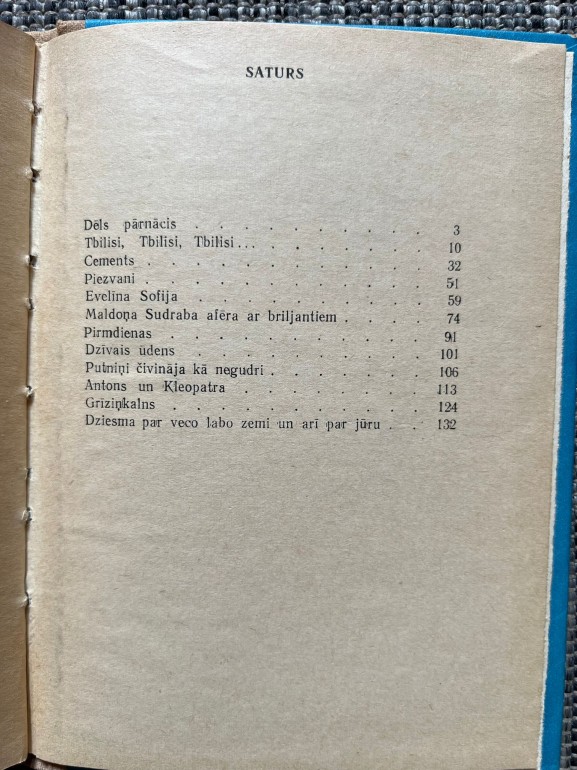 SATURS
Dēls pārnācis . . . . . . . . . . 3
Tbilisi, Tbilisi, Tbilisi... . . . . . . . . 10
Cements . . . . . . . . . . . . 32
Piezvani . . . . . . . . . . . . 51
Evelīna Sofija . . . . . . . . . . 59
Maldoņa Sudraba afēra ar briljantiem . . . . 74
Pirmdienas . . . . . . . . . . . 91
Dzīvais ūdens . . . . . . . . . . 101
Putniņi čivināja kā negudri . . . . . . . 106
Antons un Kleopatra . . . . . . . . 113
Grīziņkalns . . . . . . . . . . . 124
Dziesma par veco labo zemi un arī par jūru . . 132